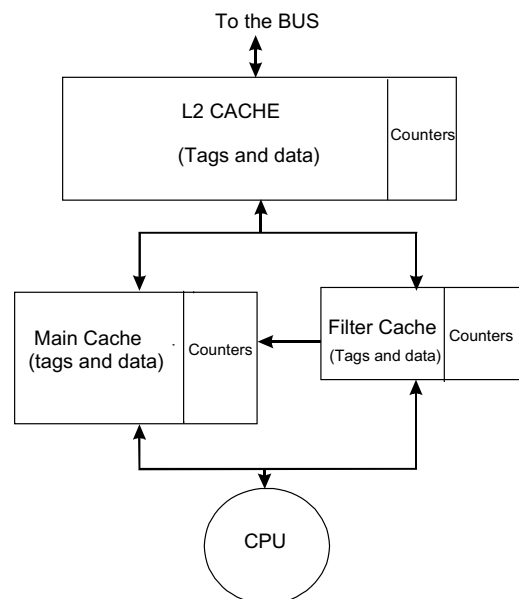 To the BUS
L2 CACHE
(Tags and data)
Counters
Main Cache
(tags and data)
Counters
Filter Cache
(Tags and data)
Counters
CPU